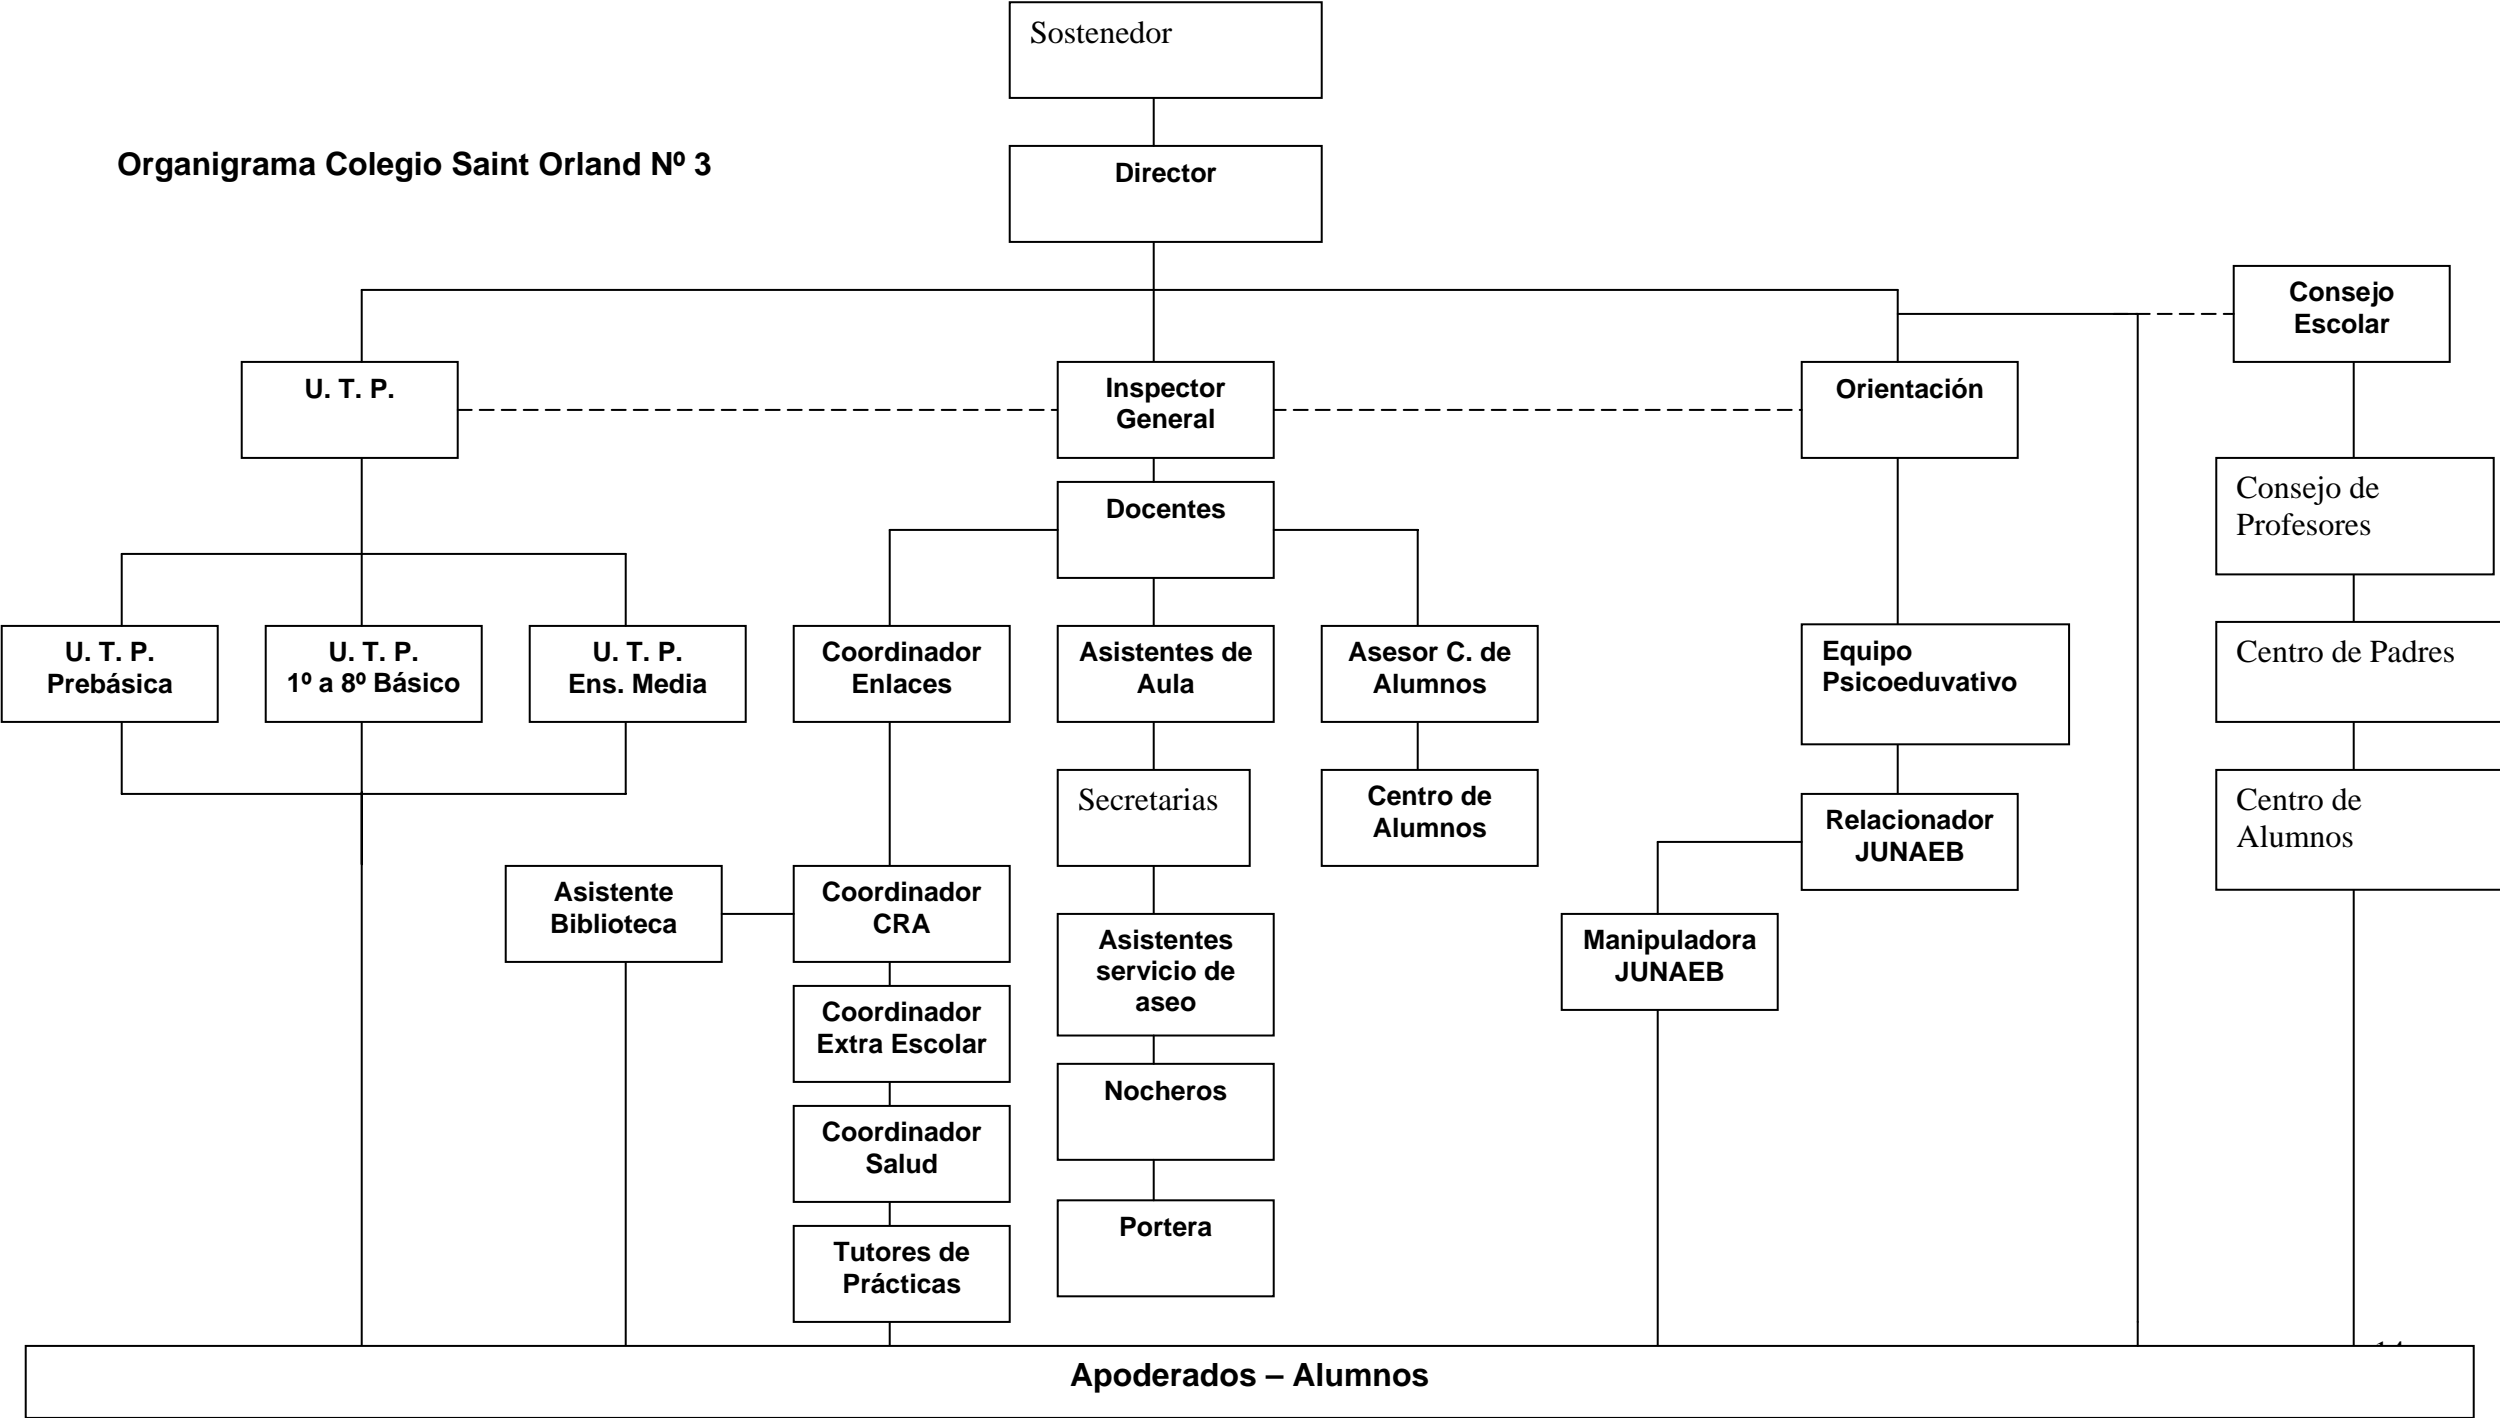 Sostenedor
Organigrama Colegio Saint Orland Nº 3
Director
Consejo
Escolar
U. T. P.
Inspector
General
Orientación
Docentes
Consejo de
Profesores
U. T. P.
Prebásica
U. T. P.
1º a 8º Básico
U. T. P.
Ens. Media
Coordinador
Enlaces
Asistentes de
Aula
Asesor C. de
Alumnos
Equipo
Psicoeduvativo
Centro de Padres
Secretarias
Centro de
Alumnos
Relacionador
JUNAEB
Centro de
Alumnos
Asistente
Biblioteca
Coordinador
CRA
Asistentes
servicio de
aseo
Manipuladora
JUNAEB
Coordinador
Extra Escolar
Nocheros
Coordinador
Salud
Portera
Tutores de
Prácticas
Apoderados – Alumnos